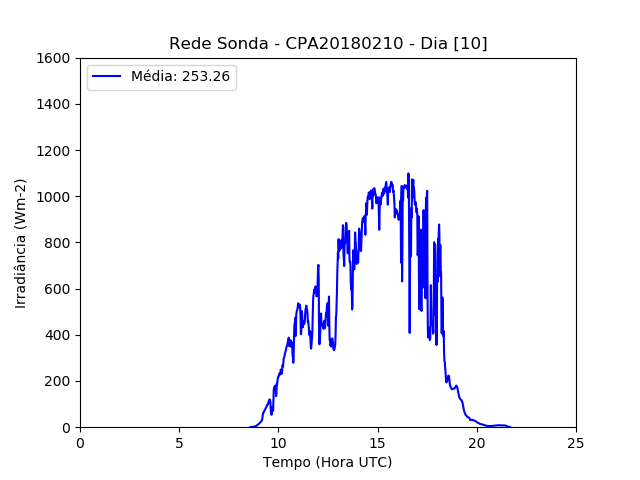 Rede Sonda - CPA20180210 - Dia [10]
Média: 253.26
1600
1400
1200
1000
800
600
400
200
0
Irradiância (Wm-2)
0 5 10 15 20 25
Tempo (Hora UTC)